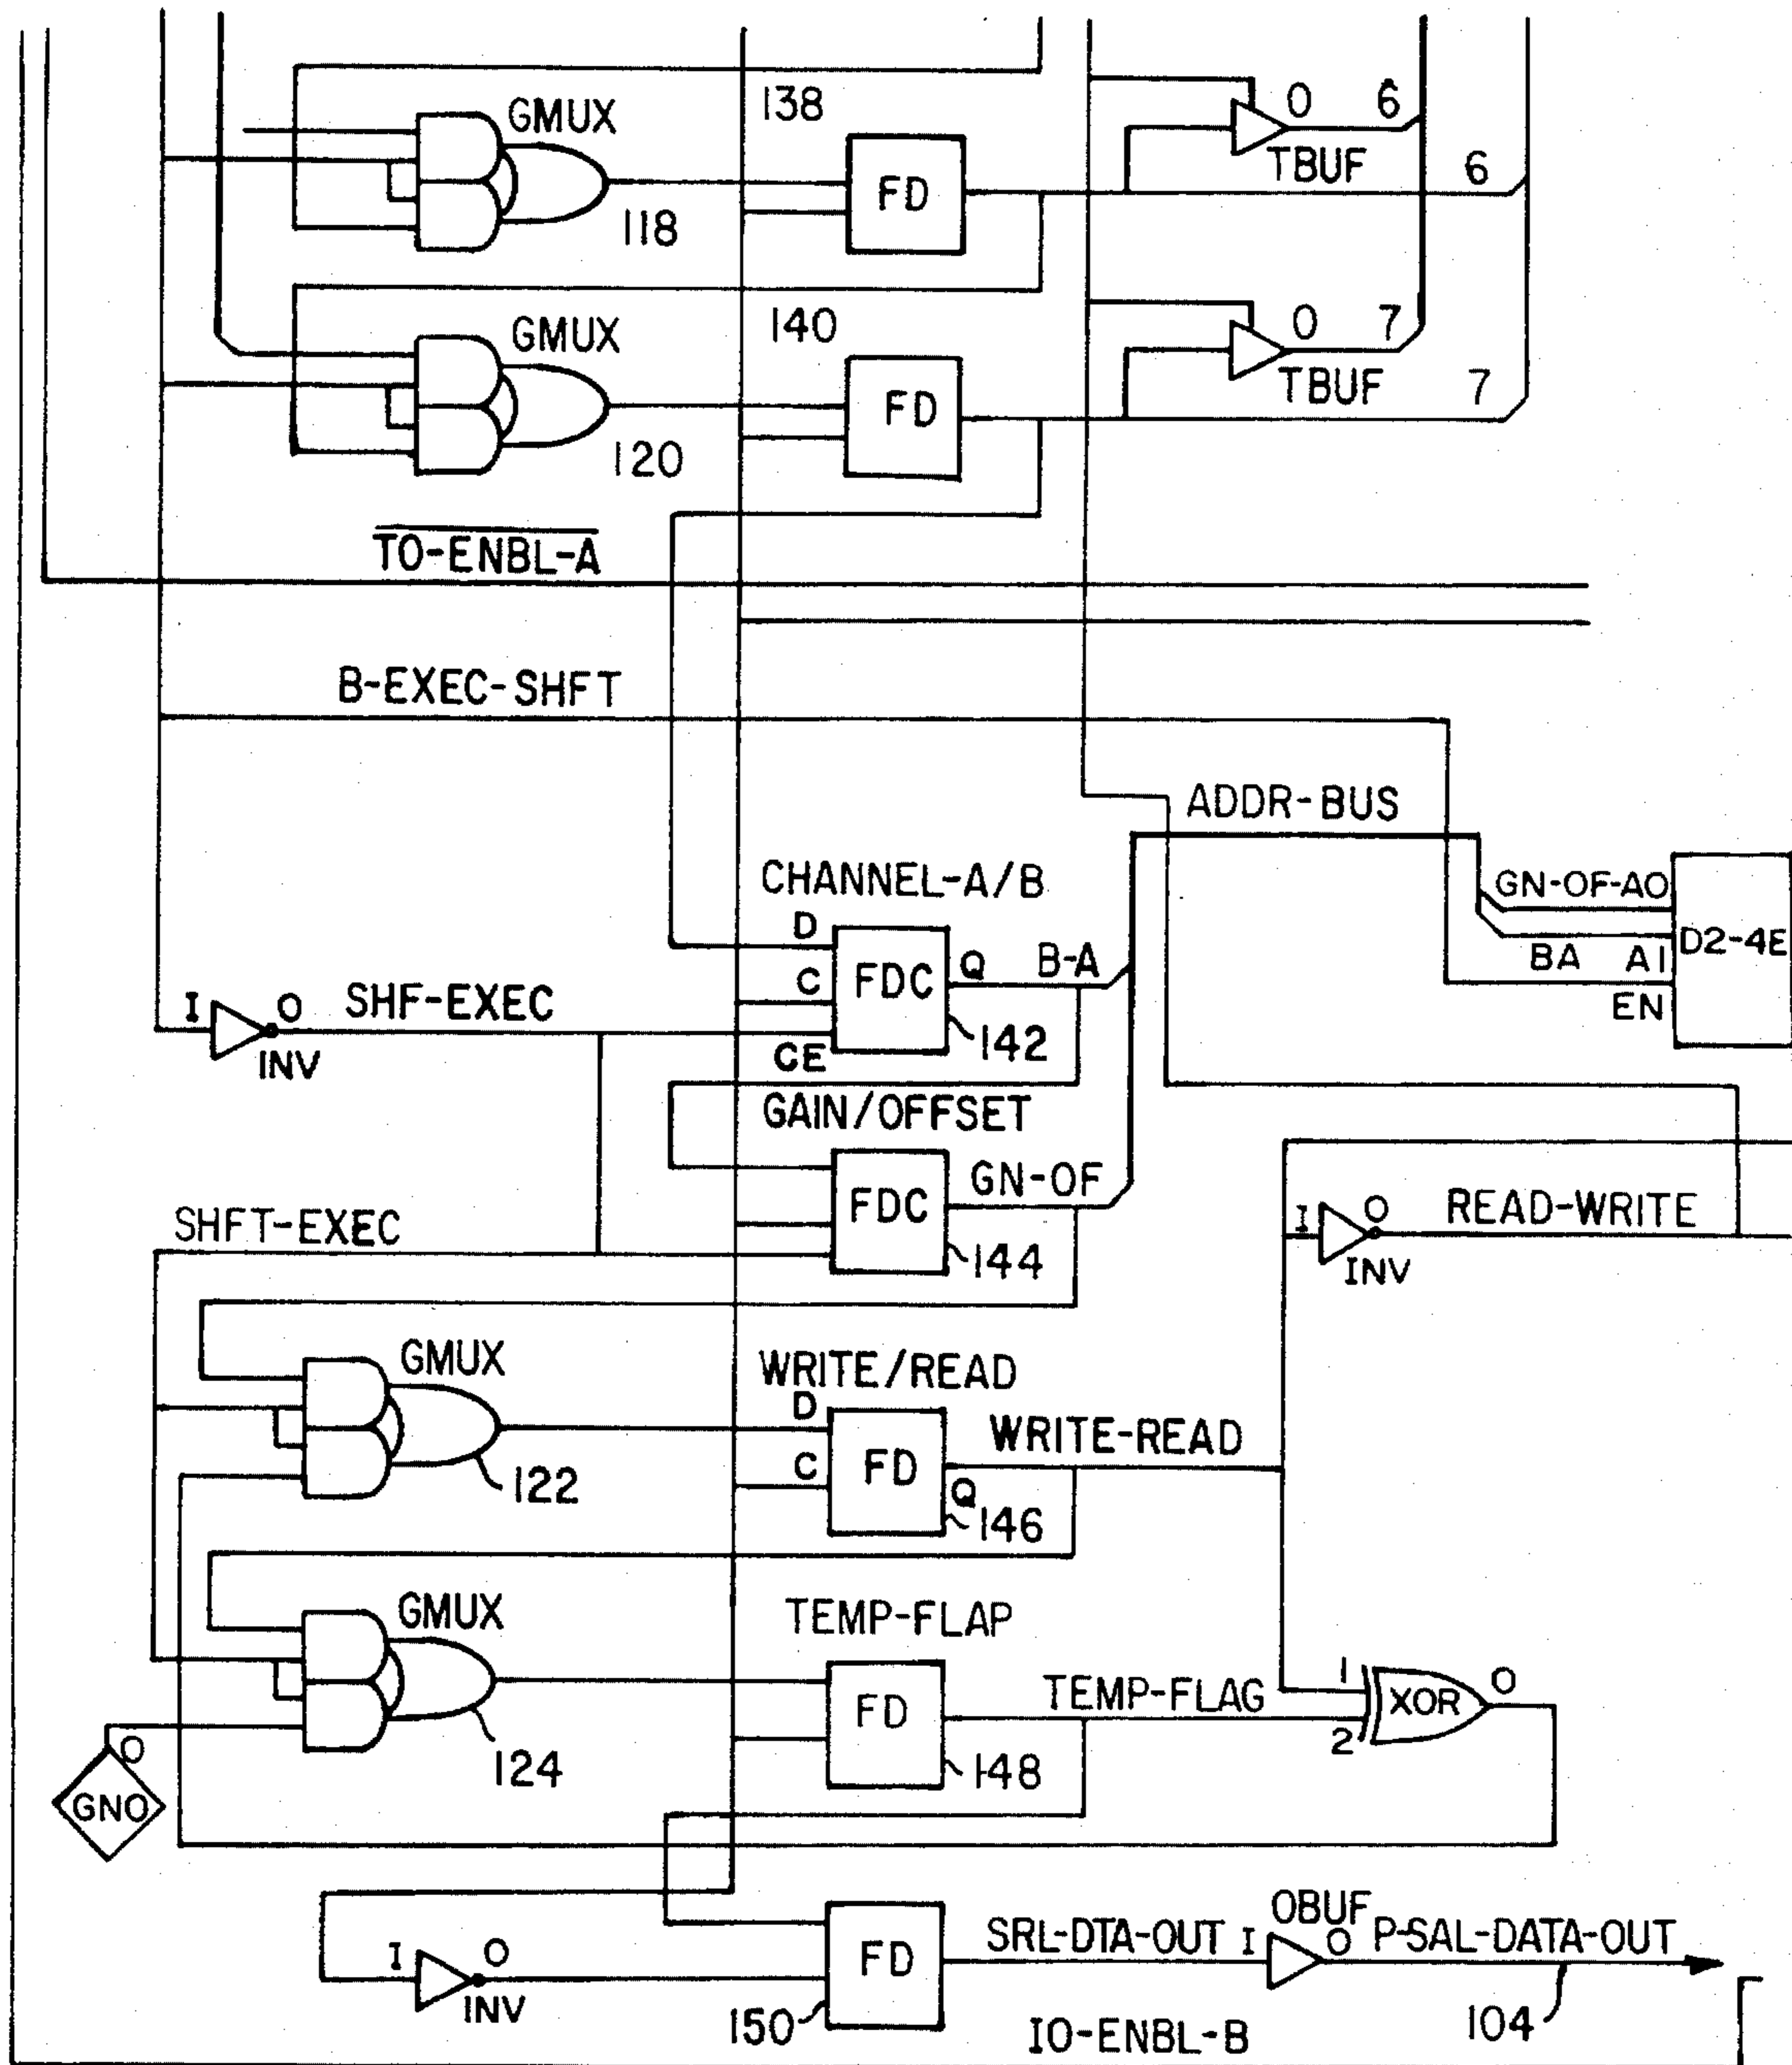 138
GMUX
O 6
TBUF
6
FD
118
140
GMUX
O 7
TBUF
7
FD
120
TO-ENBL-A
B-EXEC-SHFT
ADDR-BUS
CHANNEL-A/B
GN-OF-AO
D
D2-4E
Q B-A
BA A1
C FDC
I O SHF-EXEC
EN
INV
CE
142
GAIN/OFFSET
GN-OF
FDC
SHFT-EXEC
I O READ-WRITE
INV
144
GMUX
WRITE/READ
D
WRITE-READ
C FD
Q
122
146
GMUX
TEMP-FLAP
1 O
TEMP-FLAG
XOR
FD
2
O
124
148
GNO
OBUF
SRL-DTA-OUT I O P-SAL-DATA-OUT
I O
FD
INV
150
104
IO-ENBL-B